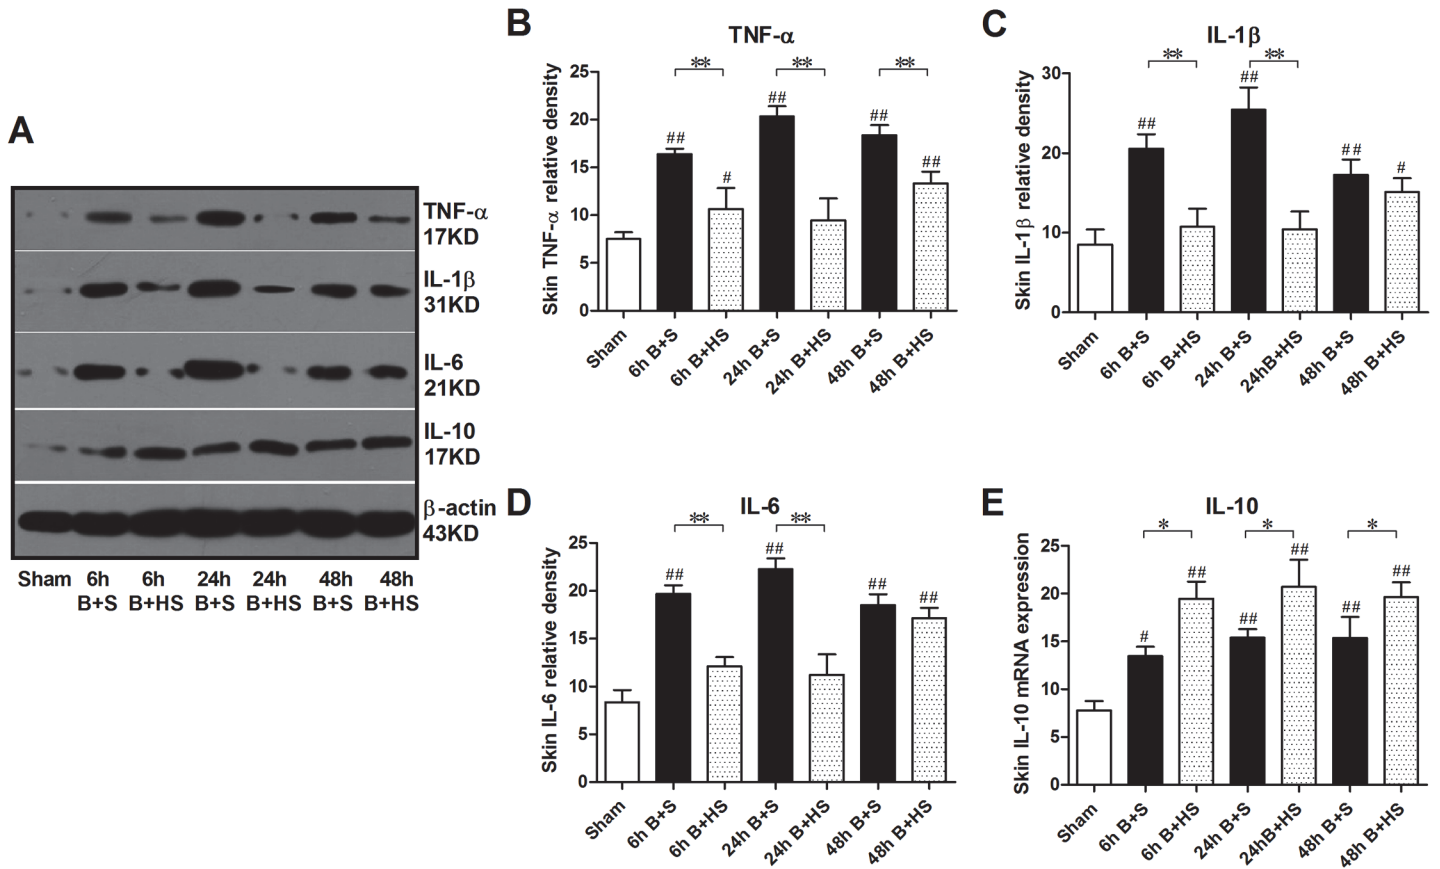 A
TNF-α
17KD
IL-1β
31KD
IL-6
21KD
IL-10
17KD
β-actin
43KD
Sham 6h 6h 24h 24h 48h 48h
B+S B+HS B+S B+HS B+S B+HS
B
TNF-α
Skin TNF-α relative density
25
20
15
10
5
0
** ** **
## # ## ## ##
Sham
6h B+S
6h B+HS
24h B+S
24h B+HS
48h B+S
48h B+HS
C
IL-1β
Skin IL-1β relative density
30
20
10
0
** **
## ## ## #
Sham
6h B+S
6h B+HS
24h B+S
24hB+HS
48h B+S
48h B+HS
D
IL-6
Skin IL-6 relative density
25
20
15
10
5
0
** **
## ## ## ##
Sham
6h B+S
6h B+HS
24h B+S
24h B+HS
48h B+S
48h B+HS
E
IL-10
Skin IL-10 mRNA expression
25
20
15
10
5
0
* * *
# ## ## ## ## ##
Sham
6h B+S
6h B+HS
24h B+S
24hB+HS
48h B+S
48h B+HS